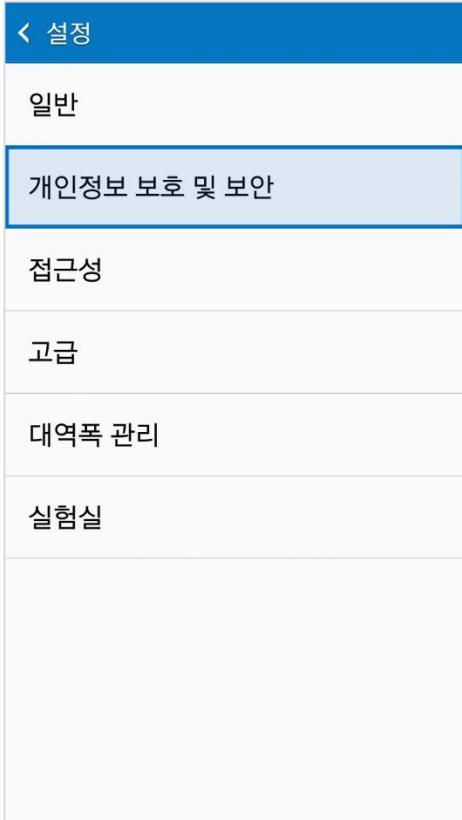 설정
일반
개인정보 보호 및 보안
접근성
고급
대역폭 관리
실험실